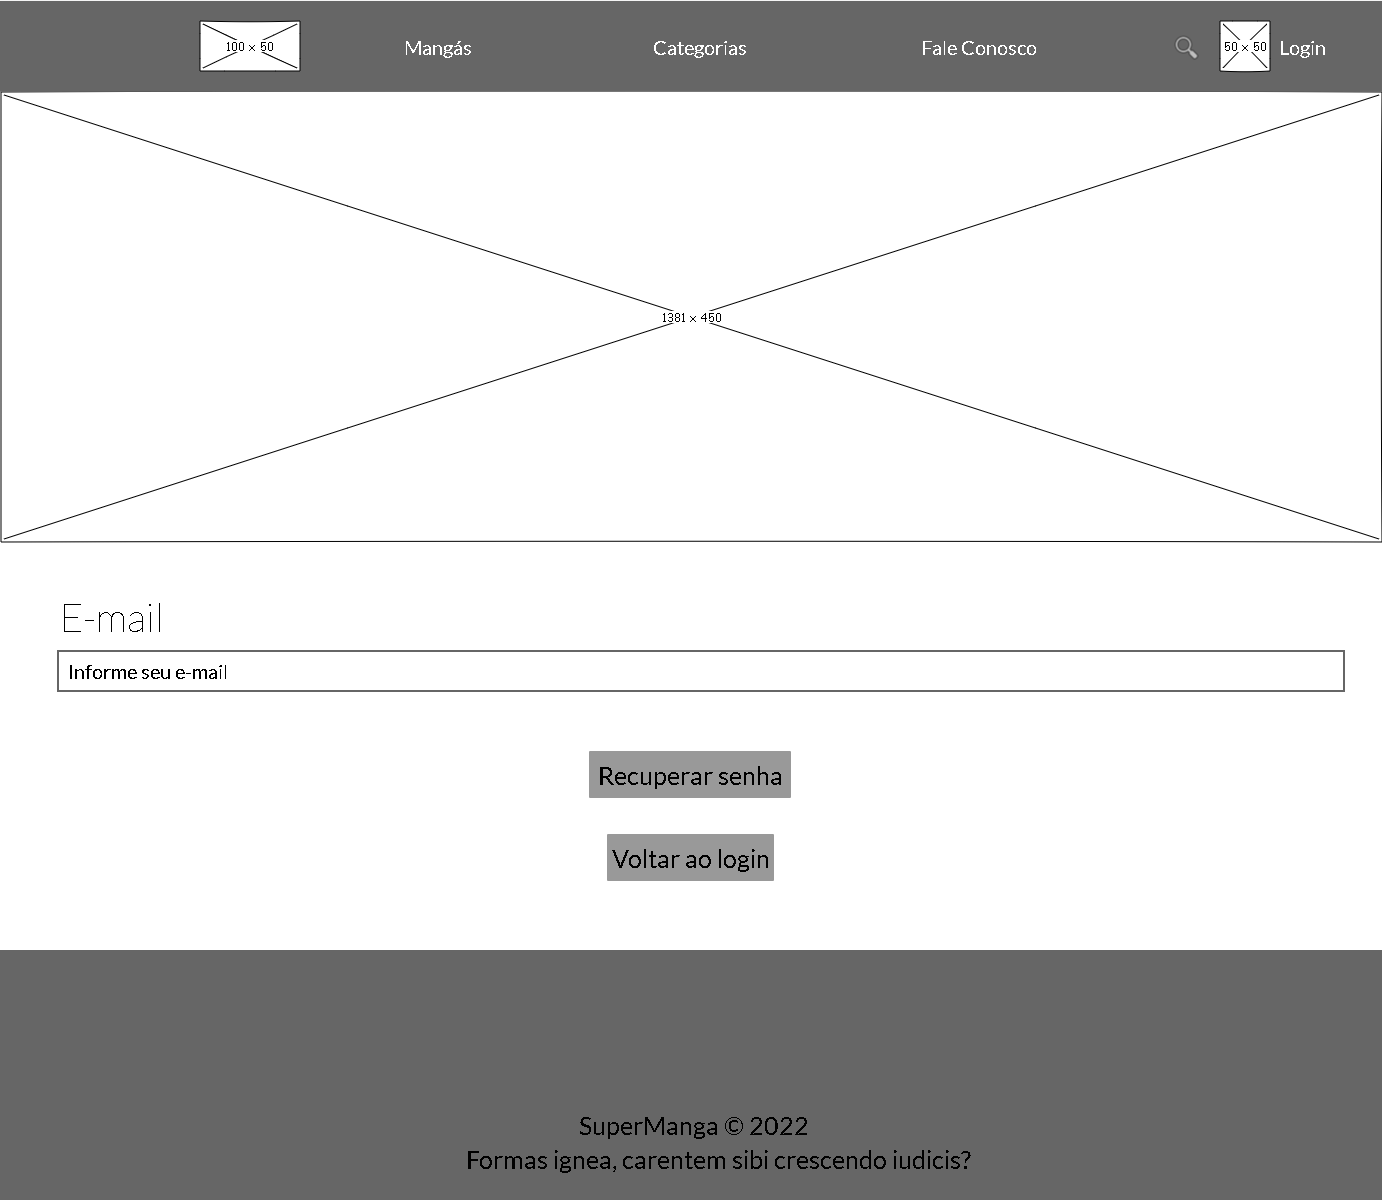 100 x 50
Mangás
Categorias
Fale Conosco
50 x 50
Login
1381 x 450
E-mail
Informe seu e-mail
Recuperar senha
Voltar ao login
SuperManga © 2022
Formas ignea, carentem sibi crescendo iudicis?